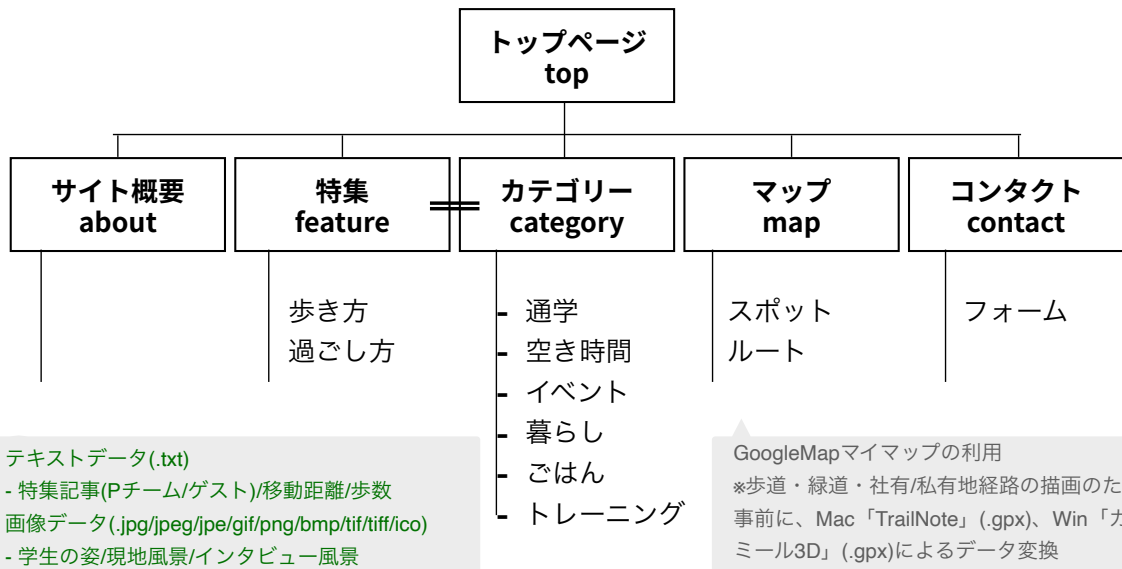 トップページ
top
サイト概要
about
特集
feature
カテゴリー
category
マップ
map
コンタクト
contact
歩き方
過ごし方
- 通学
- 空き時間
- イベント
- 暮らし
- ごはん
- トレーニング
スポット
ルート
フォーム
テキストデータ(.txt)
- 特集記事(Pチーム/ゲスト)/移動距離/歩数
画像データ(.jpg/jpeg/jpe/gif/png/bmp/tif/tiff/ico)
- 学生の姿/現地風景/インタビュー風景
GoogleMapマイマップの利用
※歩道・緑道・社有/私有地経路の描画のた
事前に、Mac「TrailNote」(.gpx)、Win「カ
ミール3D」(.gpx)によるデータ変換